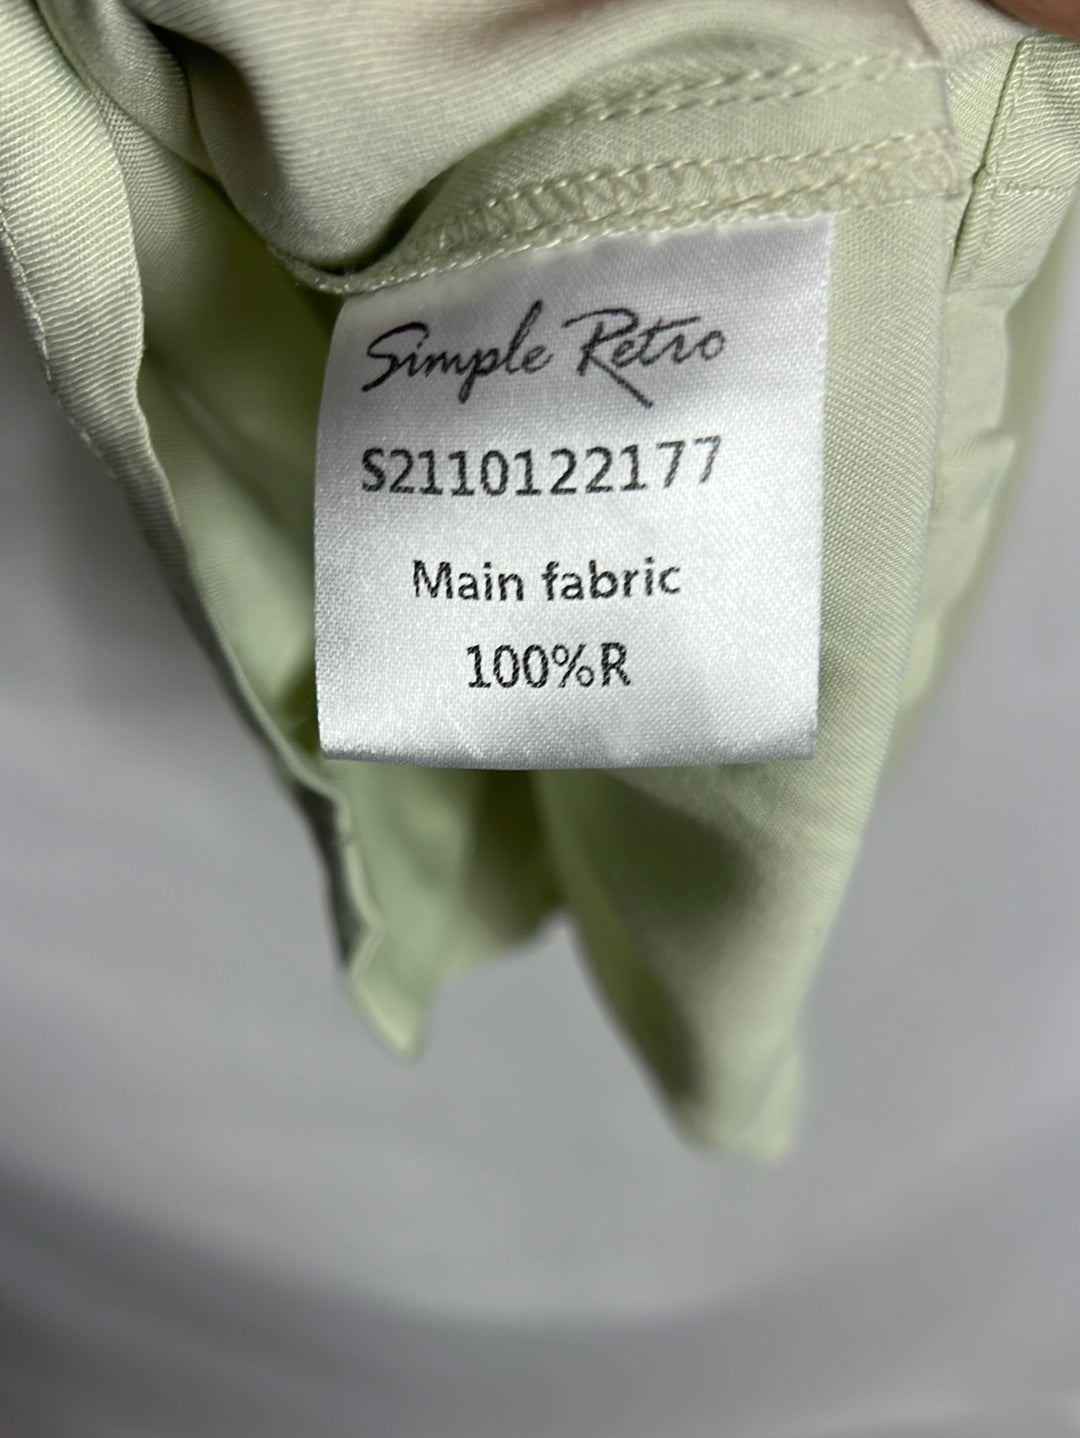 Simple Retro
S2110122177
Main fabric
100%R